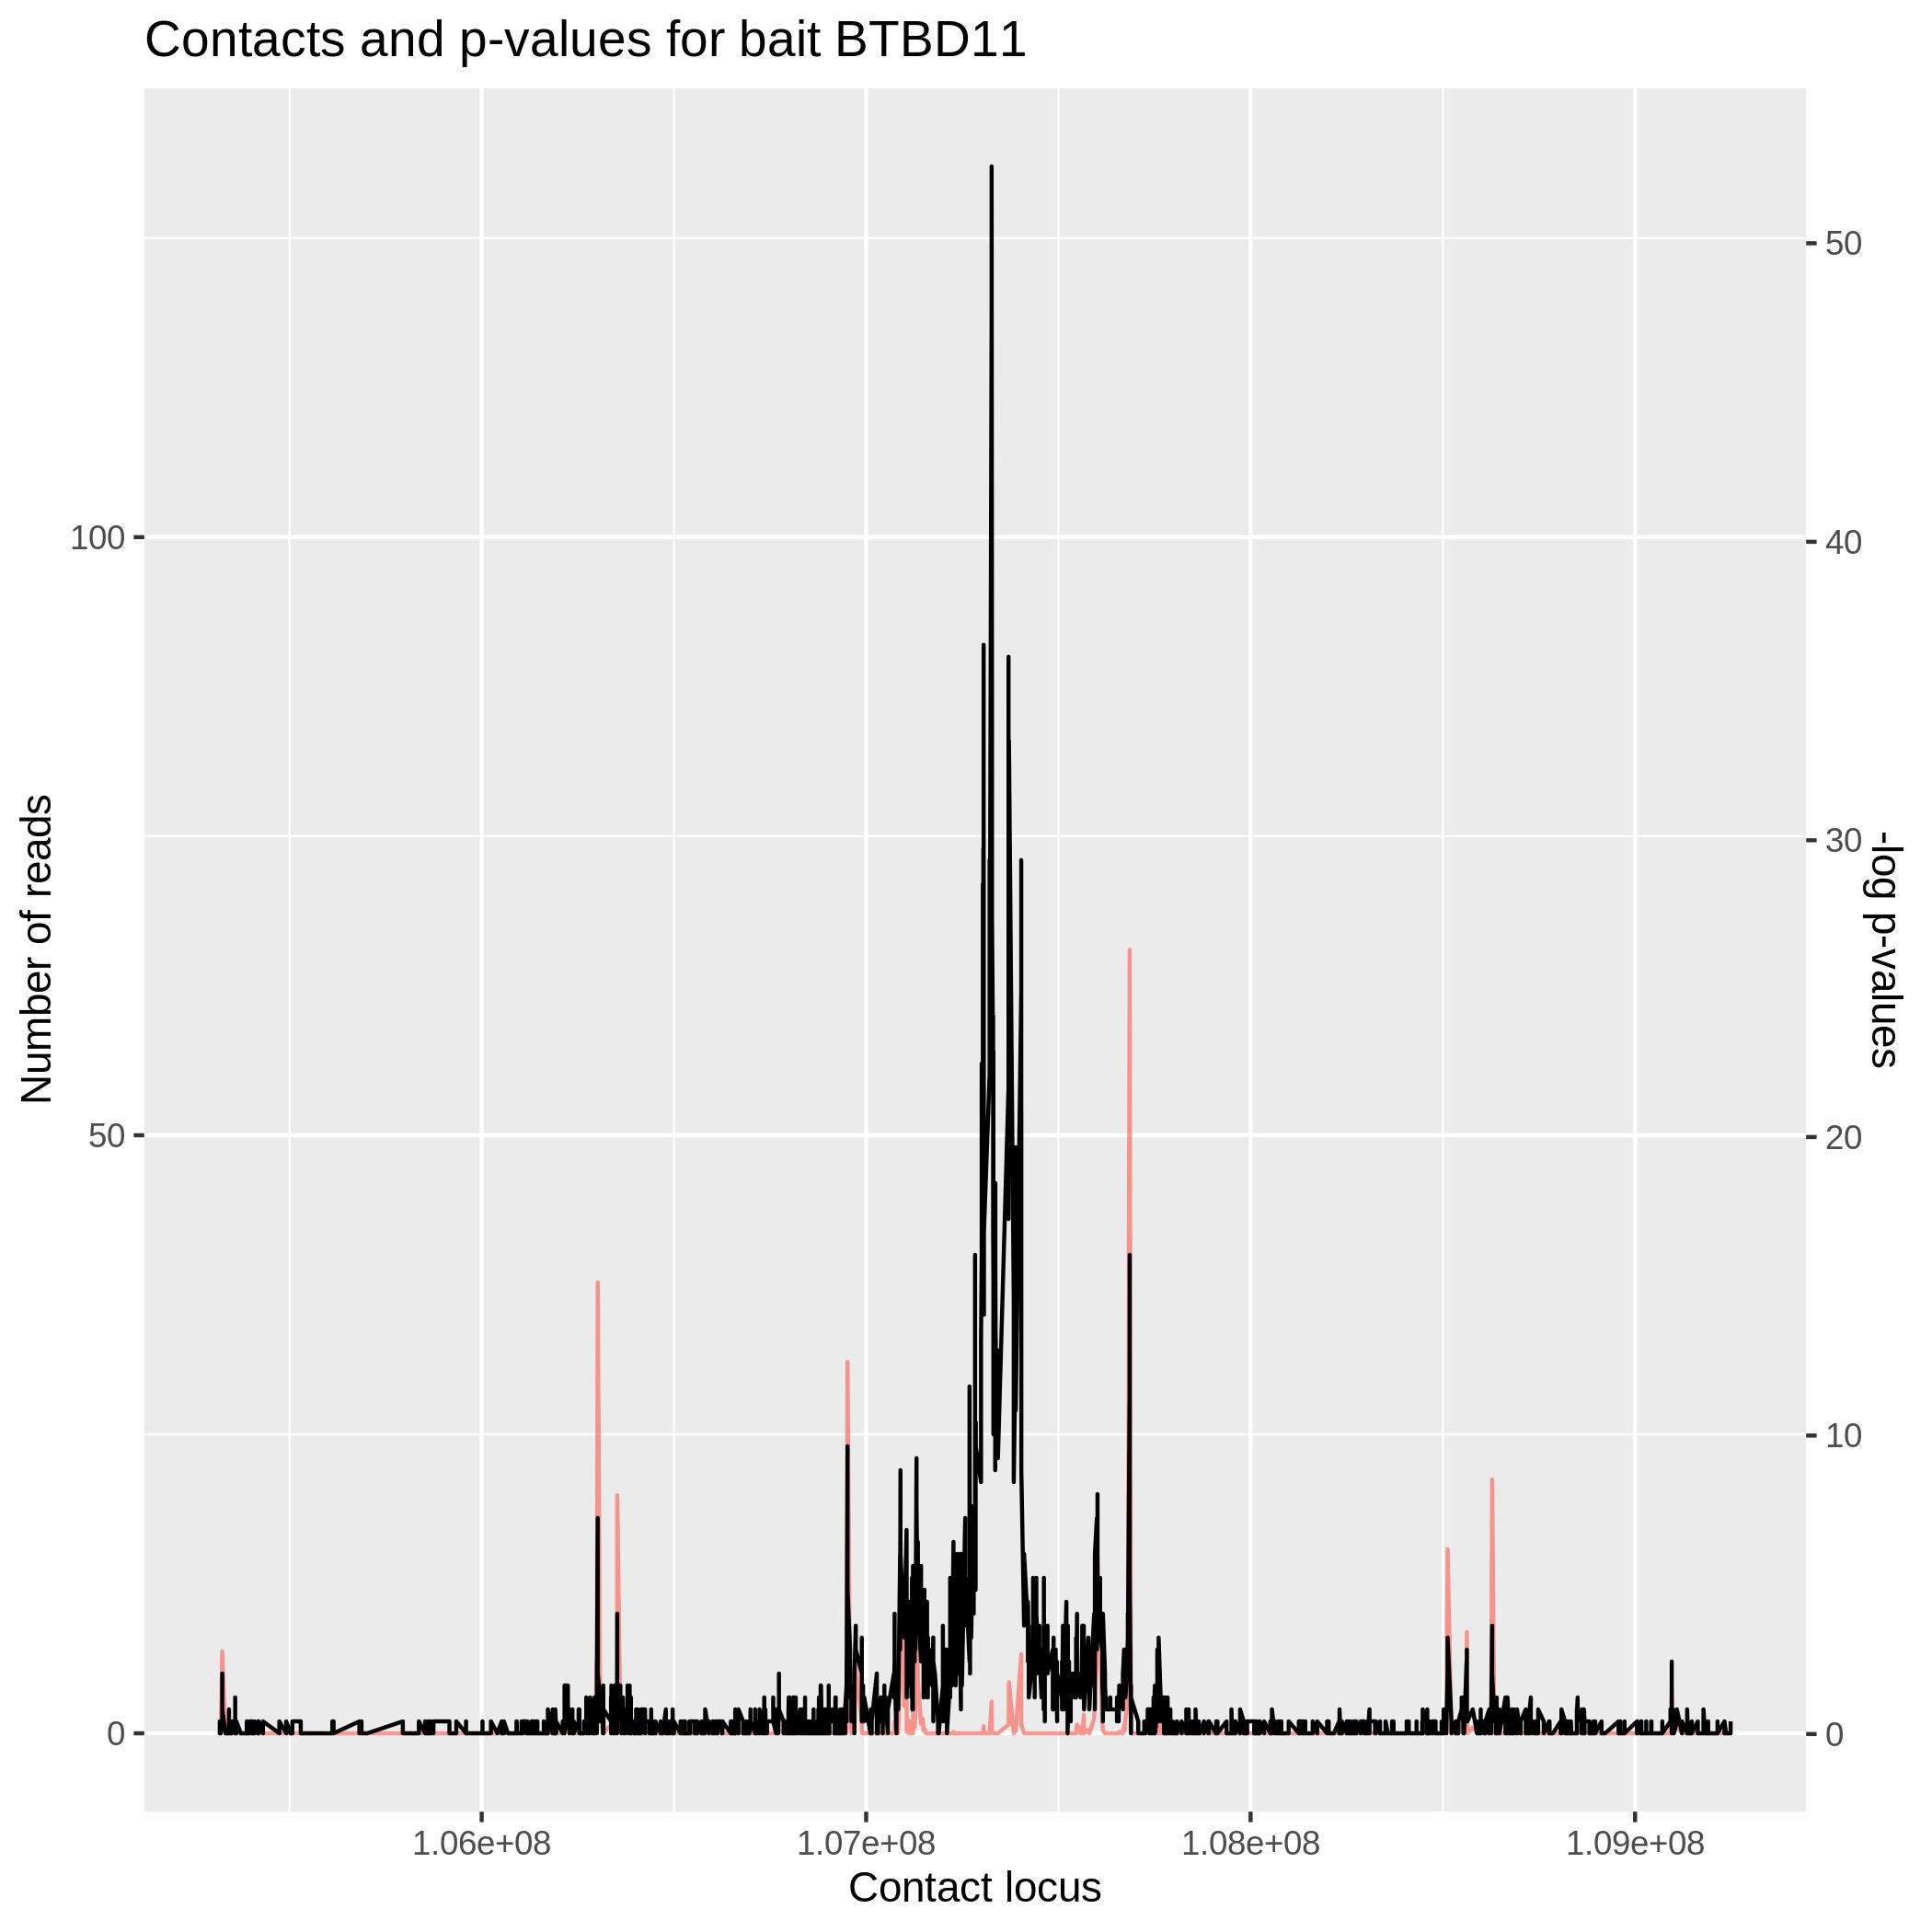 Contacts and p-values for bait BTBD11
Number of reads
100
50
0
50
40
30
20
10
0
-log p-values
1.06e+08 1.07e+08 1.08e+08 1.09e+08
Contact locus